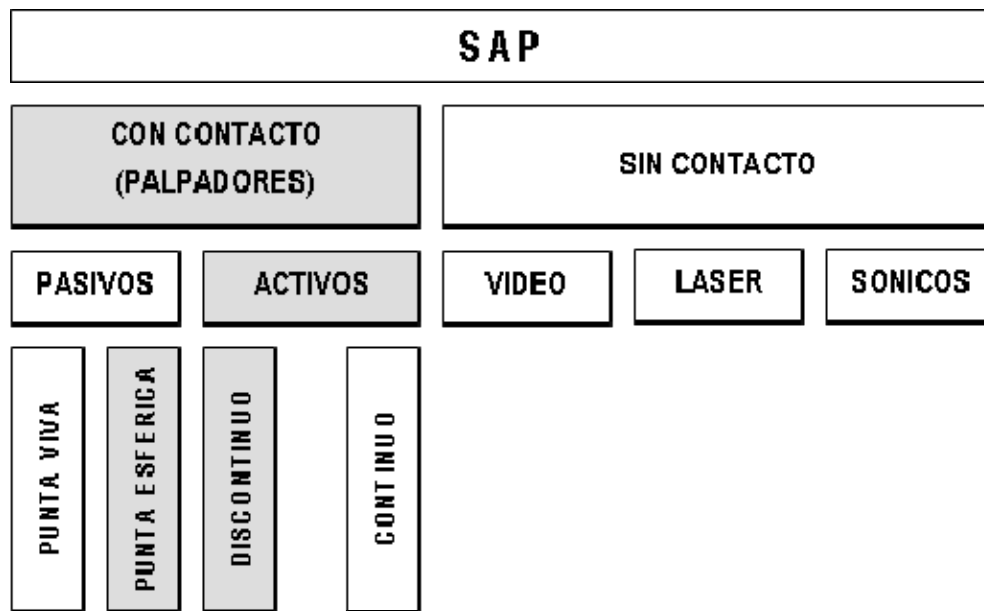 SAP
CON CONTACTO
(PALPADORES)
SIN CONTACTO
PASIVOS
ACTIVOS
VIDEO
LASER
SONICOS
PUNTA VIVA
PUNTA ESFERICA
DISCONTINUO
CONTINUO